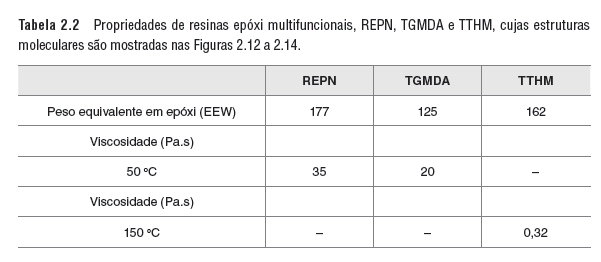 Tabela 2.2 Propriedades de resinas epóxi multifuncionais, REPN, TGMDA e TTHM, cujas estruturas
moleculares são mostradas nas Figuras 2.12 a 2.14.
REPN TGMDA TTHM
Peso equivalente em epóxi (EEW) 177 125 162
Viscosidade (Pa.s)
50 ºC 35 20 –
Viscosidade (Pa.s)
150 ºC – – 0,32